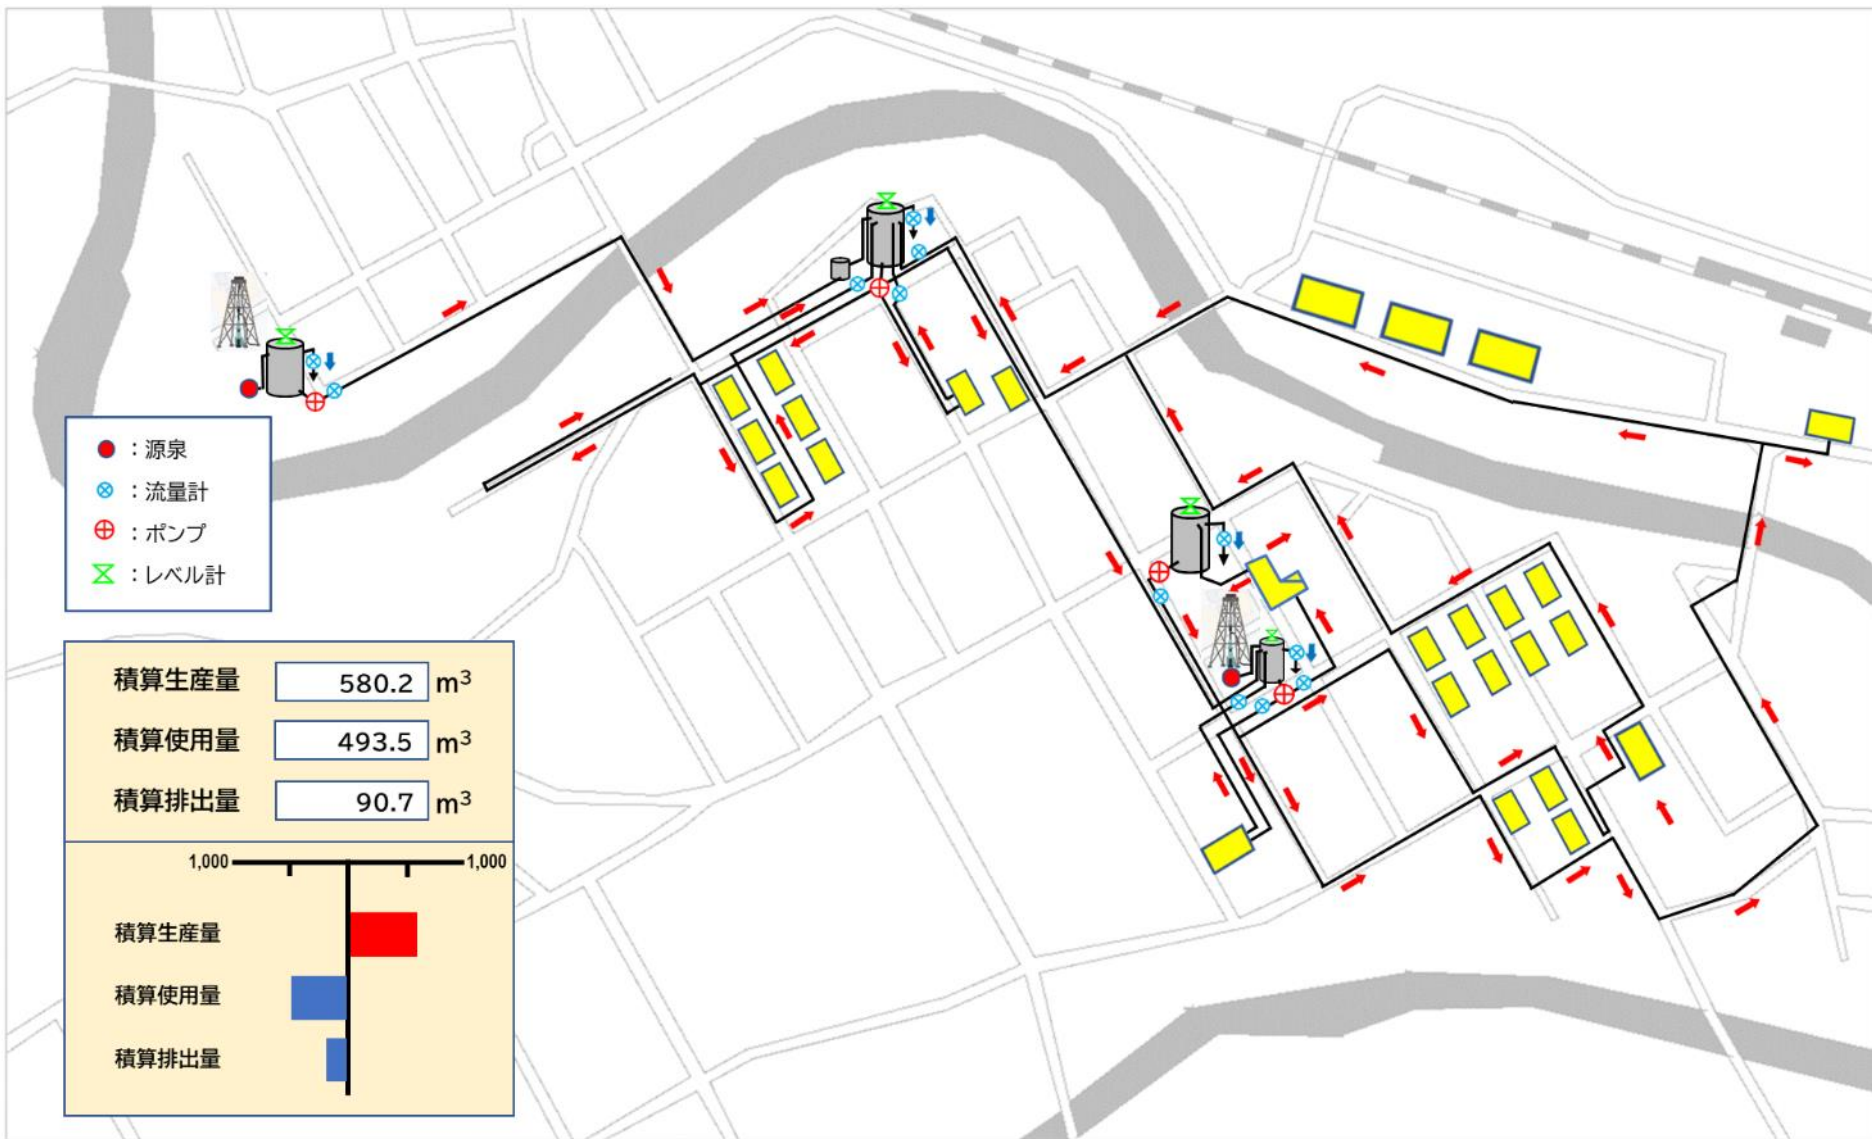 ：源泉
：流量計
：ポンプ
：レベル計
積算生産量 580.2 m³
積算使用量 493.5 m³
積算排出量 90.7 m³
1,000 1,000
積算生産量
積算使用量
積算排出量